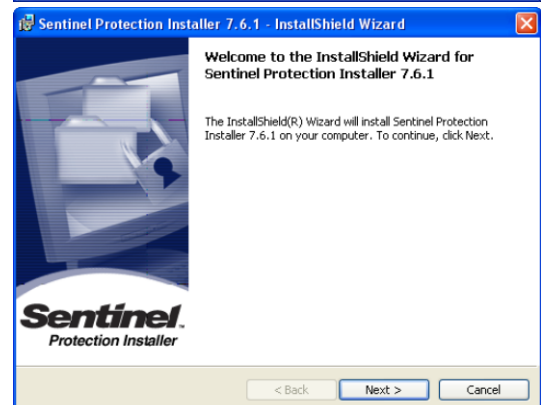 Sentinel Protection Installer 7.6.1 - InstallShield Wizard
Welcome to the InstallShield Wizard for
Sentinel Protection Installer 7.6.1
The InstallShield(R) Wizard will install Sentinel Protection
Installer 7.6.1 on your computer. To continue, click Next.
Sentinel.
Protection Installer
< Back
Next >
Cancel